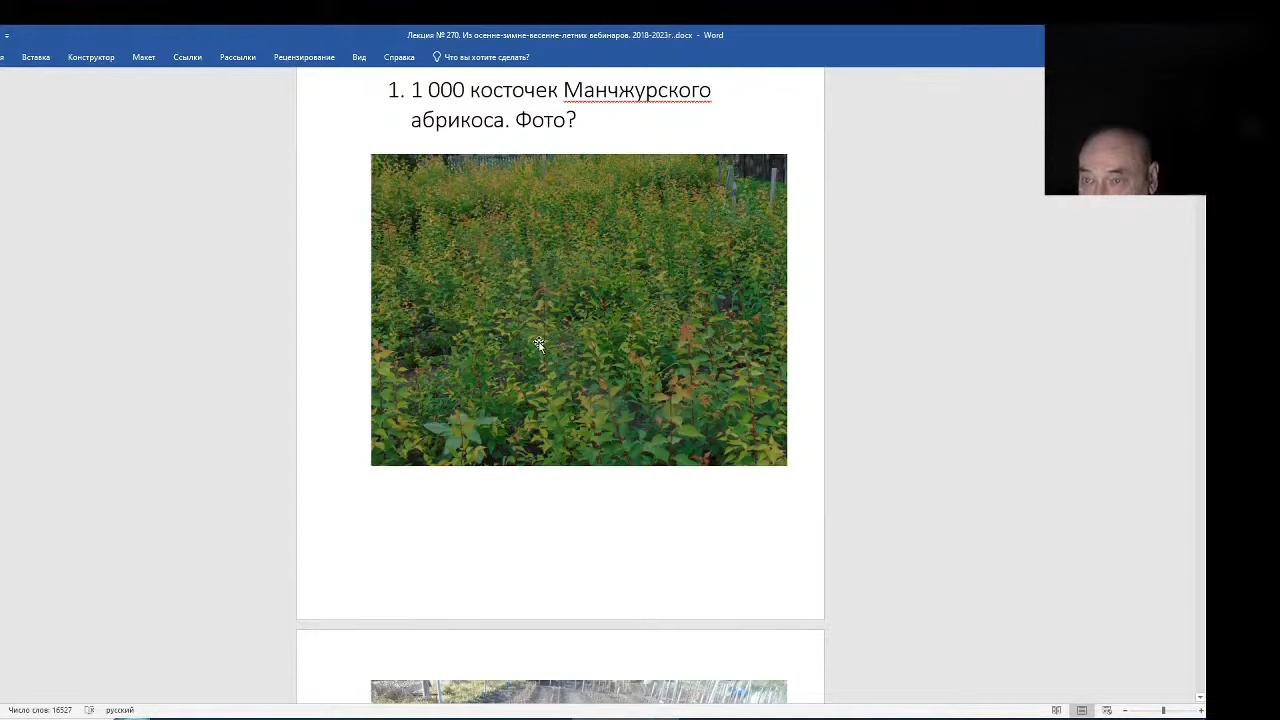 Лекция № 270. Из осенне-зимне-весенне-летних вебинаров. 2018-2023г..docx - Word
я Вставка Конструктор Макет Ссылки Рассылки Рецензирование Вид Справка Что вы хотите сделать?
1. 1 000 косточек Манчжурского
абрикоса. Фото?
Число слов: 16527 русский